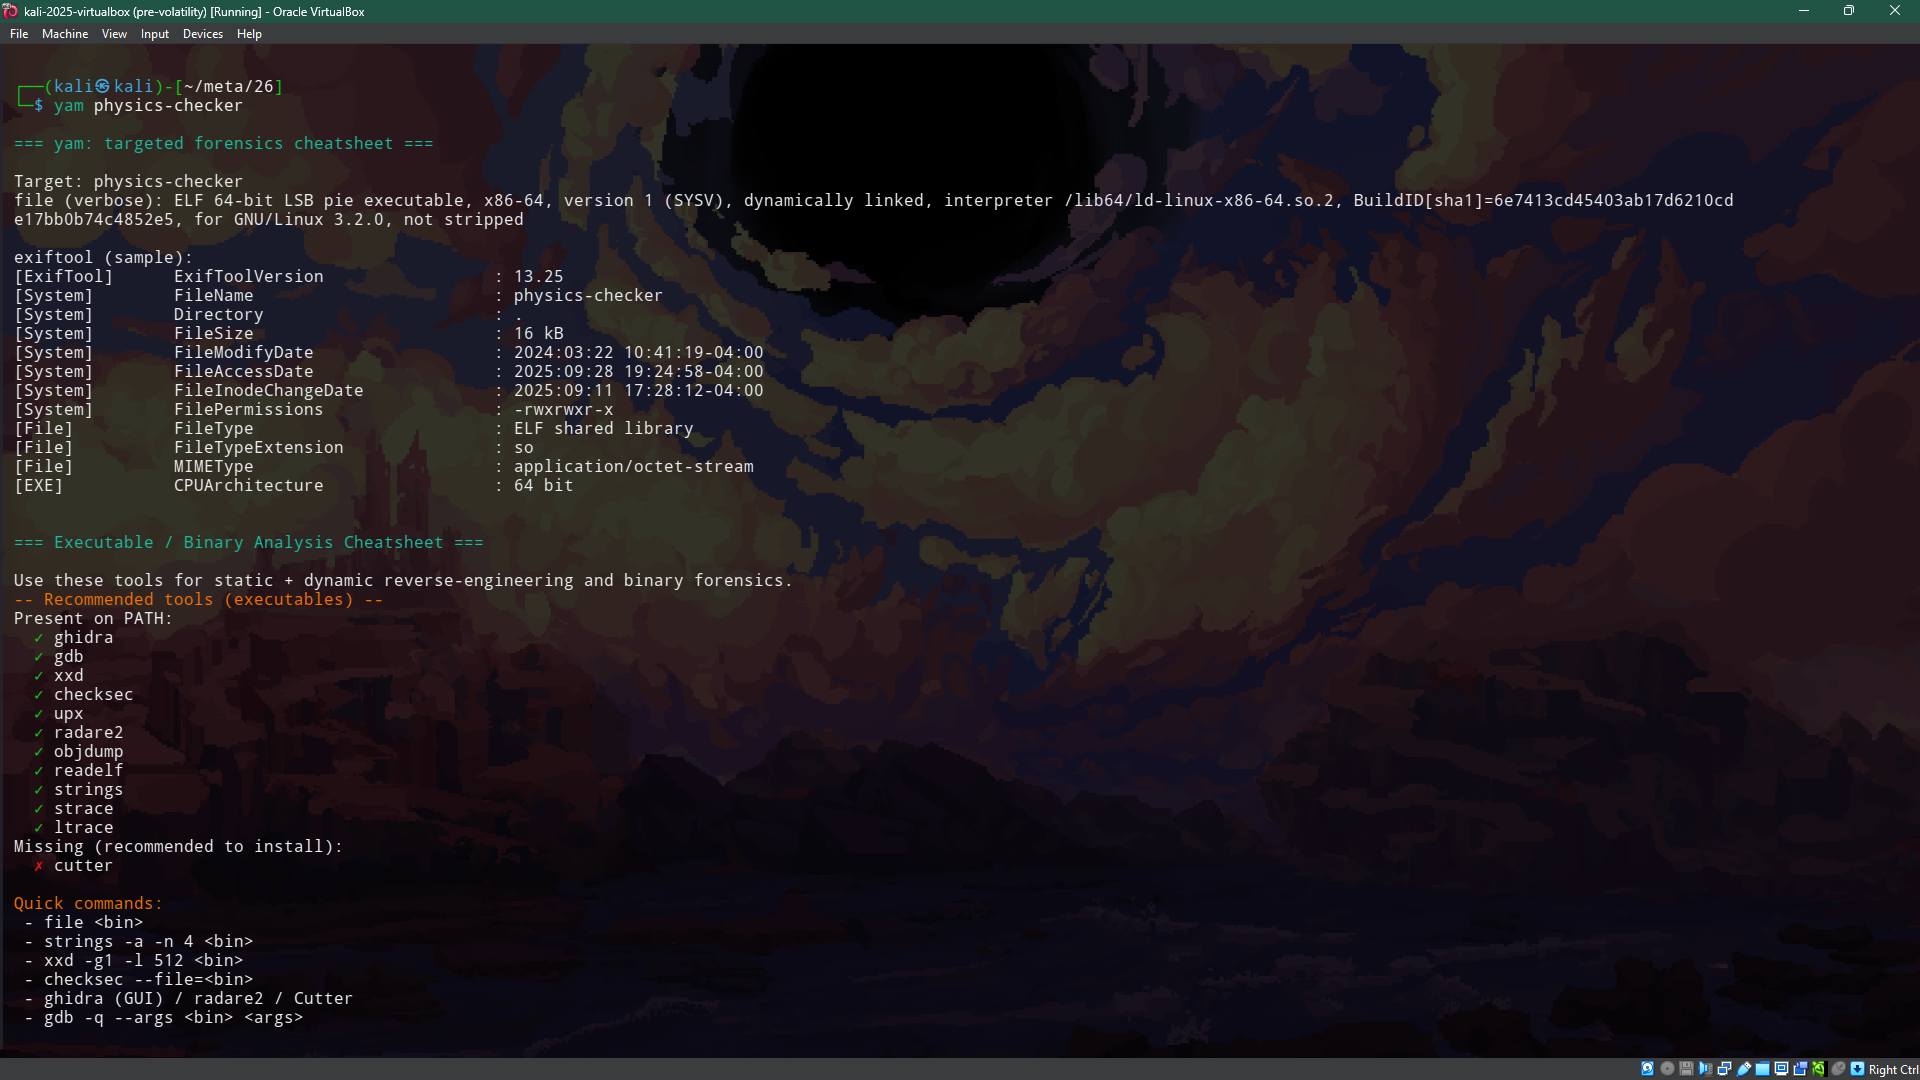 kali-2025-virtualbox (pre-volatility) [Running] - Oracle VirtualBox
File Machine View Input Devices Help
┌──(kali㉿kali)-[~/meta/26]
└─$ yam physics-checker
=== yam: targeted forensics cheatsheet ===
Target: physics-checker
file (verbose): ELF 64-bit LSB pie executable, x86-64, version 1 (SYSV), dynamically linked, interpreter /lib64/ld-linux-x86-64.so.2, BuildID[sha1]=6e7413cd45403ab17d6210cd
e17bb0b74c4852e5, for GNU/Linux 3.2.0, not stripped
exiftool (sample):
[ExifTool] ExifToolVersion : 13.25
[System] FileName : physics-checker
[System] Directory : .
[System] FileSize : 16 kB
[System] FileModifyDate : 2024:03:22 10:41:19-04:00
[System] FileAccessDate : 2025:09:28 19:24:58-04:00
[System] FileInodeChangeDate : 2025:09:11 17:28:12-04:00
[System] FilePermissions : -rwxrwxr-x
[File] FileType : ELF shared library
[File] FileTypeExtension : so
[File] MIMEType : application/octet-stream
[EXE] CPUArchitecture : 64 bit
=== Executable / Binary Analysis Cheatsheet ===
Use these tools for static + dynamic reverse-engineering and binary forensics.
-- Recommended tools (executables) --
Present on PATH:
✓ ghidra
✓ gdb
✓ xxd
✓ checksec
✓ upx
✓ radare2
✓ objdump
✓ readelf
✓ strings
✓ strace
✓ ltrace
Missing (recommended to install):
✗ cutter
Quick commands:
- file <bin>
- strings -a -n 4 <bin>
- xxd -g1 -l 512 <bin>
- checksec --file=<bin>
- ghidra (GUI) / radare2 / Cutter
- gdb -q --args <bin> <args>
Right Ctrl